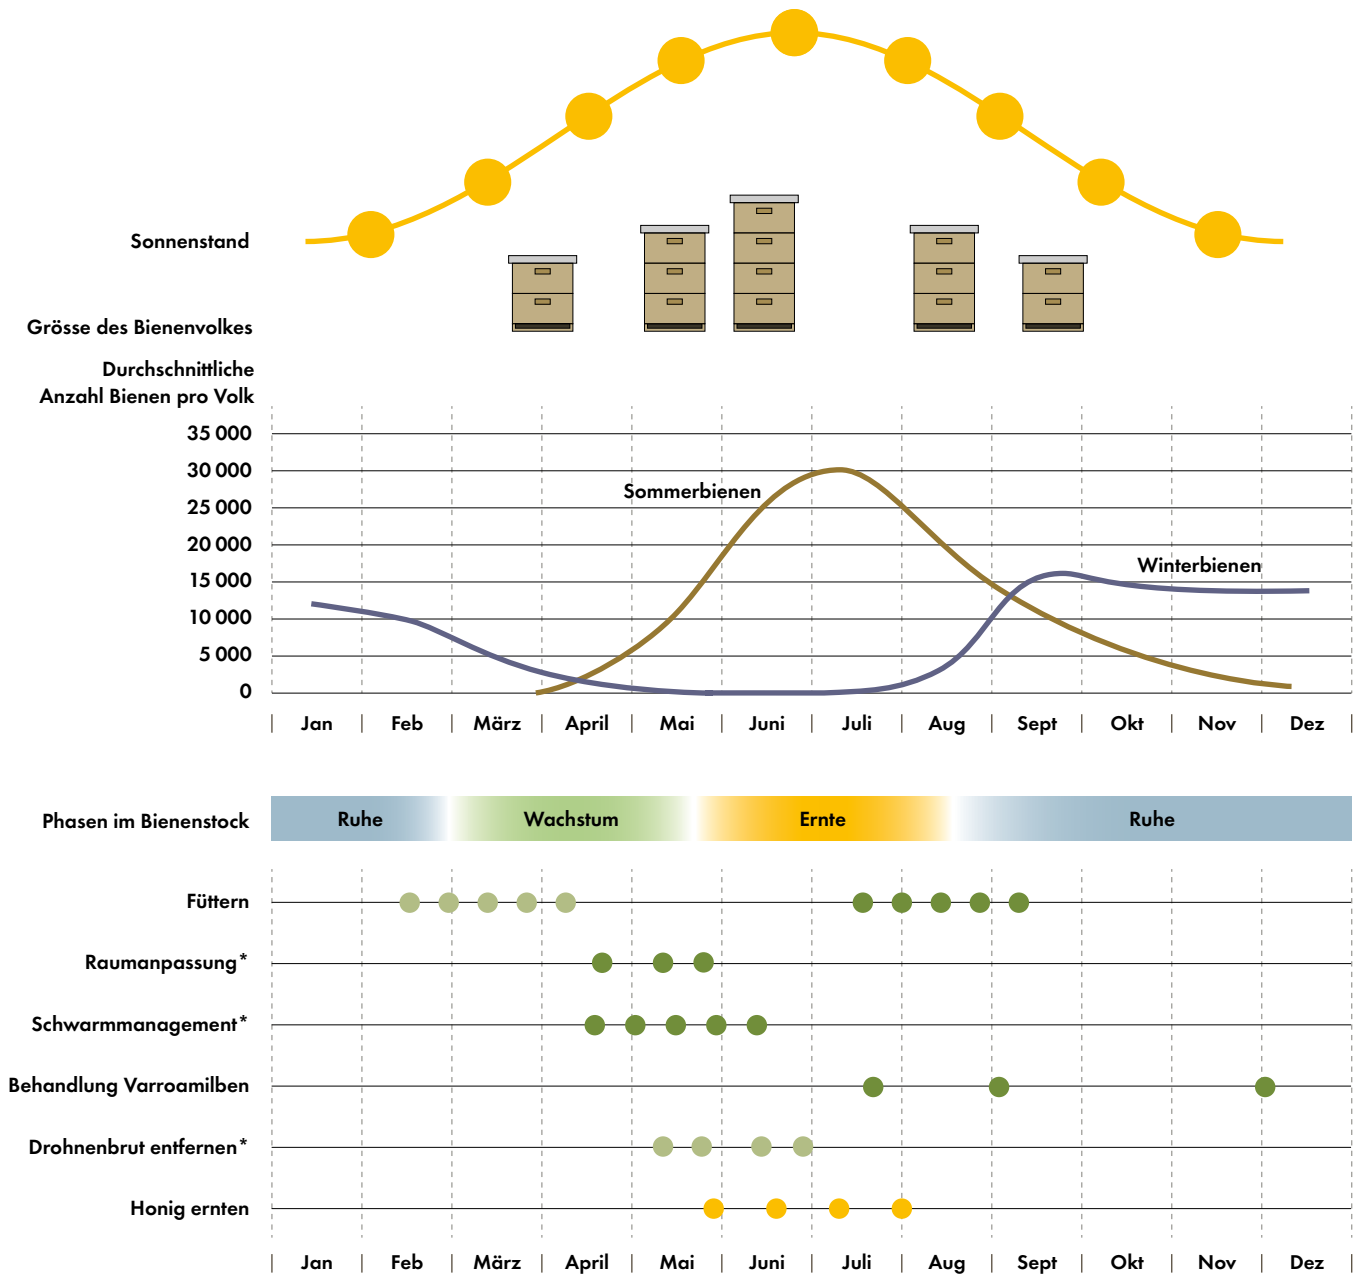 Sonnenstand
Grösse des Bienenvolkes
Durchschnittliche
Anzahl Bienen pro Volk
35 000
30 000
Sommerbienen
25 000
20 000
Winterbienen
15 000
10 000
5 000
0
Jan Feb März April Mai Juni Juli Aug Sept Okt Nov Dez
Phasen im Bienenstock Ruhe Wachstum Ernte Ruhe
Füttern
Raumanpassung*
Schwarmmanagement*
Behandlung Varroamilben
Drohnenbrut entfernen*
Honig ernten
Jan Feb März April Mai Juni Juli Aug Sept Okt Nov Dez